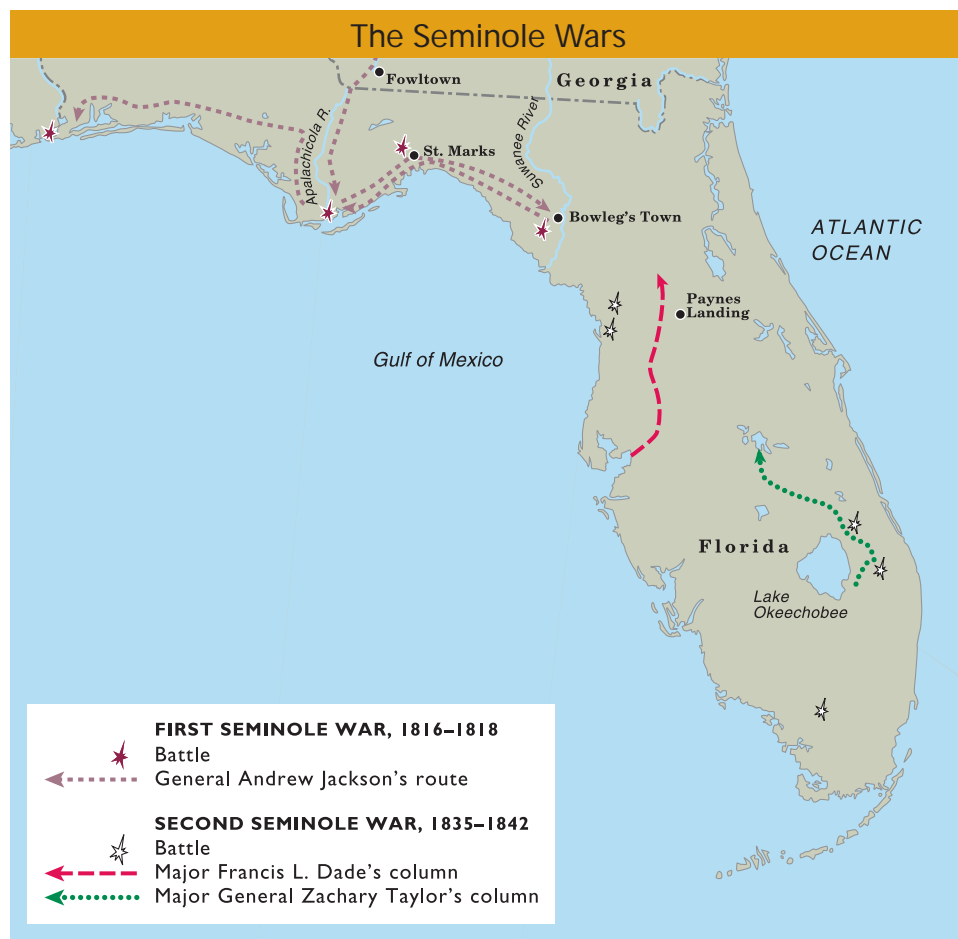 The Seminole Wars
Fowltown
Georgia
Apalachicola R.
St. Marks
Suwanee River
Bowleg's Town
ATLANTIC
OCEAN
Paynes
Landing
Gulf of Mexico
Florida
Lake
Okeechobee
FIRST SEMINOLE WAR, 1816–1818
Battle
General Andrew Jackson's route
SECOND SEMINOLE WAR, 1835–1842
Battle
Major Francis L. Dade's column
Major General Zachary Taylor's column